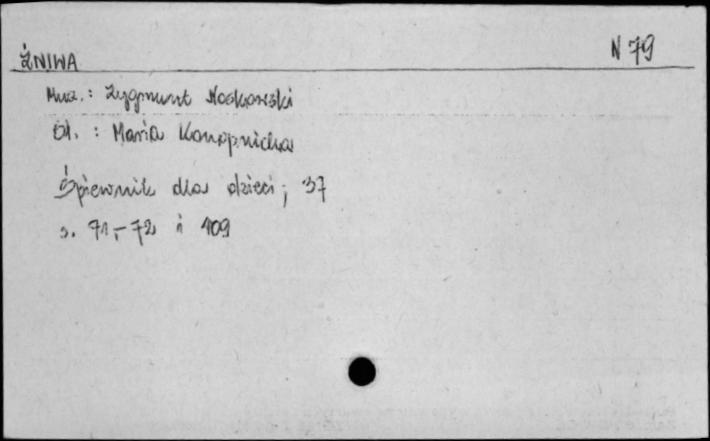 ŻNIWA N 79
Muz.: Zygmunt Noskowski
Sł. : Maria Konopnicka
Śpiewnik dla dzieci; 37
s. 71,-72 i 109